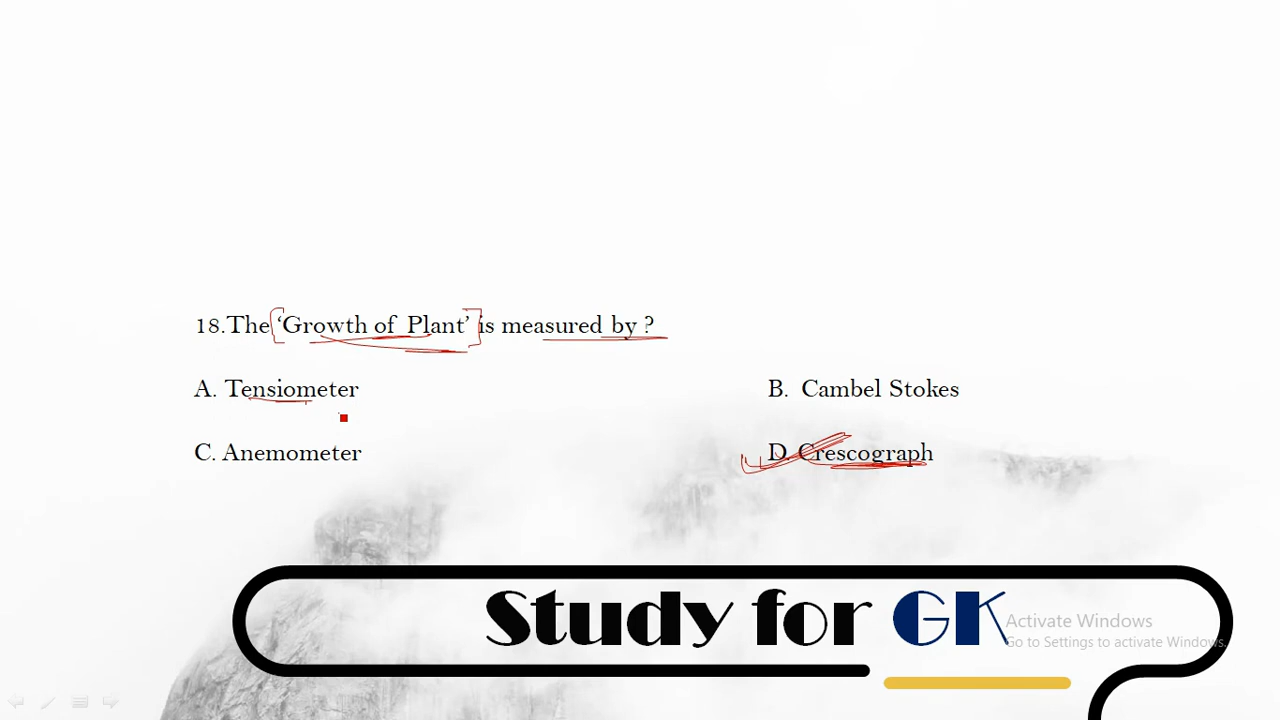 18.The ‘Growth of Plant’ is measured by ?
A. Tensiometer
B. Cambel Stokes
C. Anemometer
D. Crescograph
Study for GK
Activate Windows
Go to Settings to activate Windows.